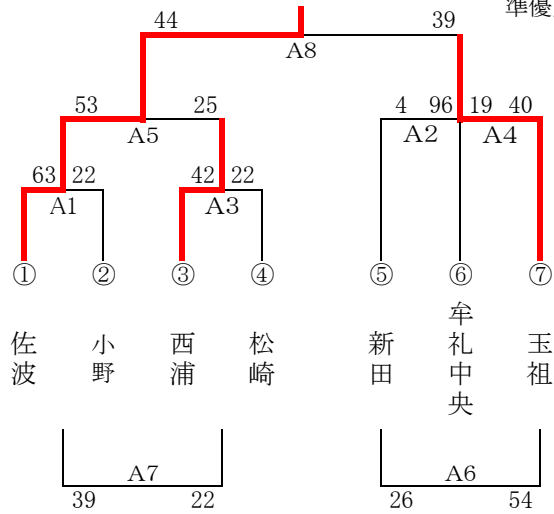 準優
44 39
A8
53 25 4 96 19 40
A5 A2 A4
63 22 42 22
A1 A3
① ② ③ ④ ⑤ ⑥ ⑦
佐波 小野 西浦 松崎 新田 牟礼中央 玉祖
A7 A6
39 22 26 54